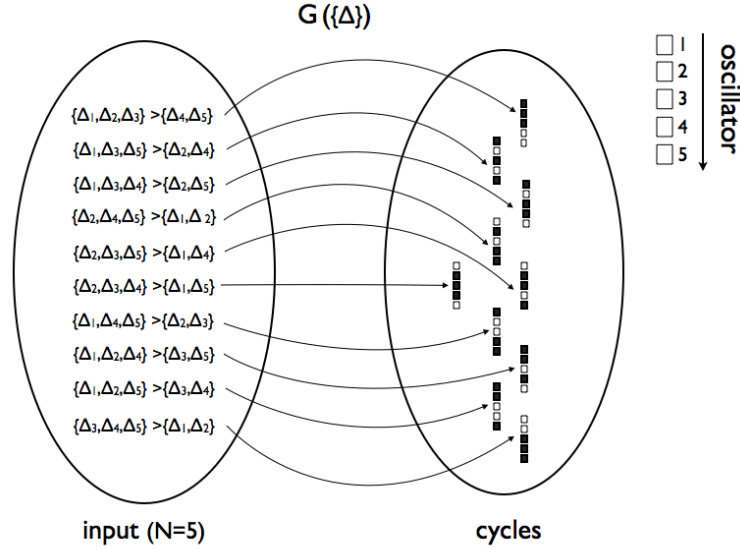 G ({Δ})
{Δ₁,Δ₂,Δ₃} >{Δ₄,Δ₅}
{Δ₁,Δ₃,Δ₅} >{Δ₂,Δ₄}
{Δ₁,Δ₃,Δ₄} >{Δ₂,Δ₅}
{Δ₂,Δ₄,Δ₅} >{Δ₁,Δ ₂}
{Δ₂,Δ₃,Δ₅} >{Δ₁,Δ₄}
{Δ₂,Δ₃,Δ₄} >{Δ₁,Δ₅}
{Δ₁,Δ₄,Δ₅} >{Δ₂,Δ₃}
{Δ₁,Δ₂,Δ₄} >{Δ₃,Δ₅}
{Δ₁,Δ₂,Δ₅} >{Δ₃,Δ₄}
{Δ₃,Δ₄,Δ₅} >{Δ₁,Δ₂}
input (N=5)
cycles
1
2
3
4
5
oscillator